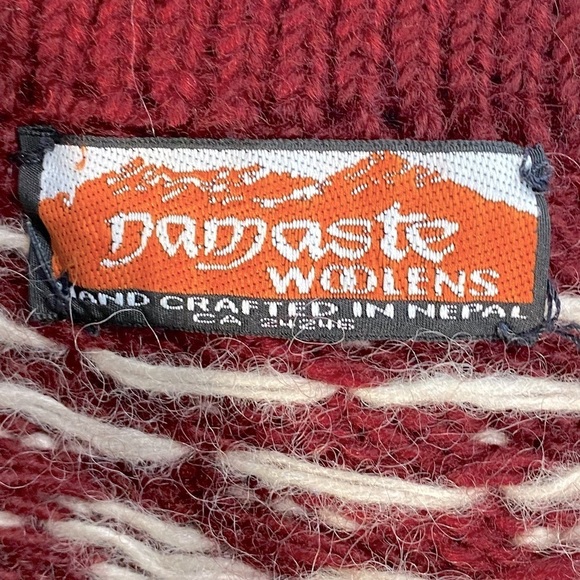 namaste
WOOLENS
HAND CRAFTED IN NEPAL
CA 24246